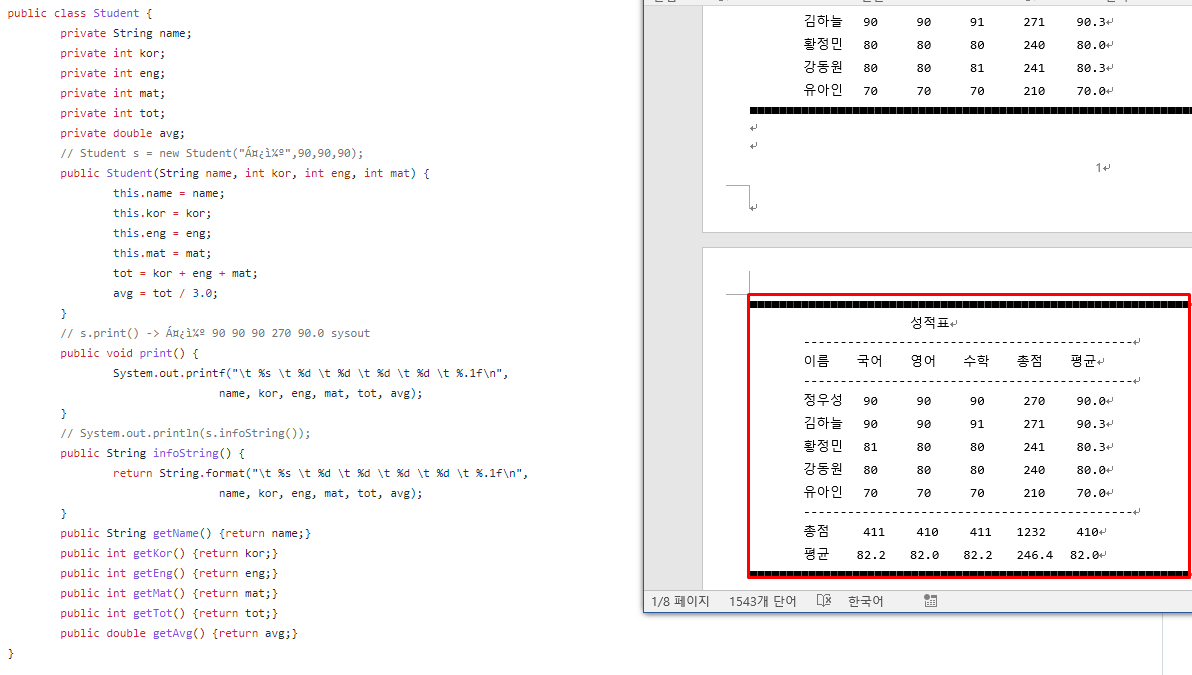 public class Student {
private String name;
private int kor;
private int eng;
private int mat;
private int tot;
private double avg;
// Student s = new Student("Á¤¿ì¼º",90,90,90);
public Student(String name, int kor, int eng, int mat) {
this.name = name;
this.kor = kor;
this.eng = eng;
this.mat = mat;
tot = kor + eng + mat;
avg = tot / 3.0;
}
// s.print() -> Á¤¿ì¼º 90 90 90 270 90.0 sysout
public void print() {
System.out.printf("\t %s \t %d \t %d \t %d \t %d \t %.1f\n",
name, kor, eng, mat, tot, avg);
}
// System.out.println(s.infoString());
public String infoString() {
return String.format("\t %s \t %d \t %d \t %d \t %d \t %.1f\n",
name, kor, eng, mat, tot, avg);
}
public String getName() {return name;}
public int getKor() {return kor;}
public int getEng() {return eng;}
public int getMat() {return mat;}
public int getTot() {return tot;}
public double getAvg() {return avg;}
}
김하늘 90 90 91 271 90.3
황정민 80 80 80 240 80.0
강동원 80 80 81 241 80.3
유아인 70 70 70 210 70.0
1
성적표
이름 국어 영어 수학 총점 평균
정우성 90 90 90 270 90.0
김하늘 90 90 91 271 90.3
황정민 81 80 80 241 80.3
강동원 80 80 80 240 80.0
유아인 70 70 70 210 70.0
총점 411 410 411 1232 410
평균 82.2 82.0 82.2 246.4 82.0
1/8 페이지 1543개 단어 한국어